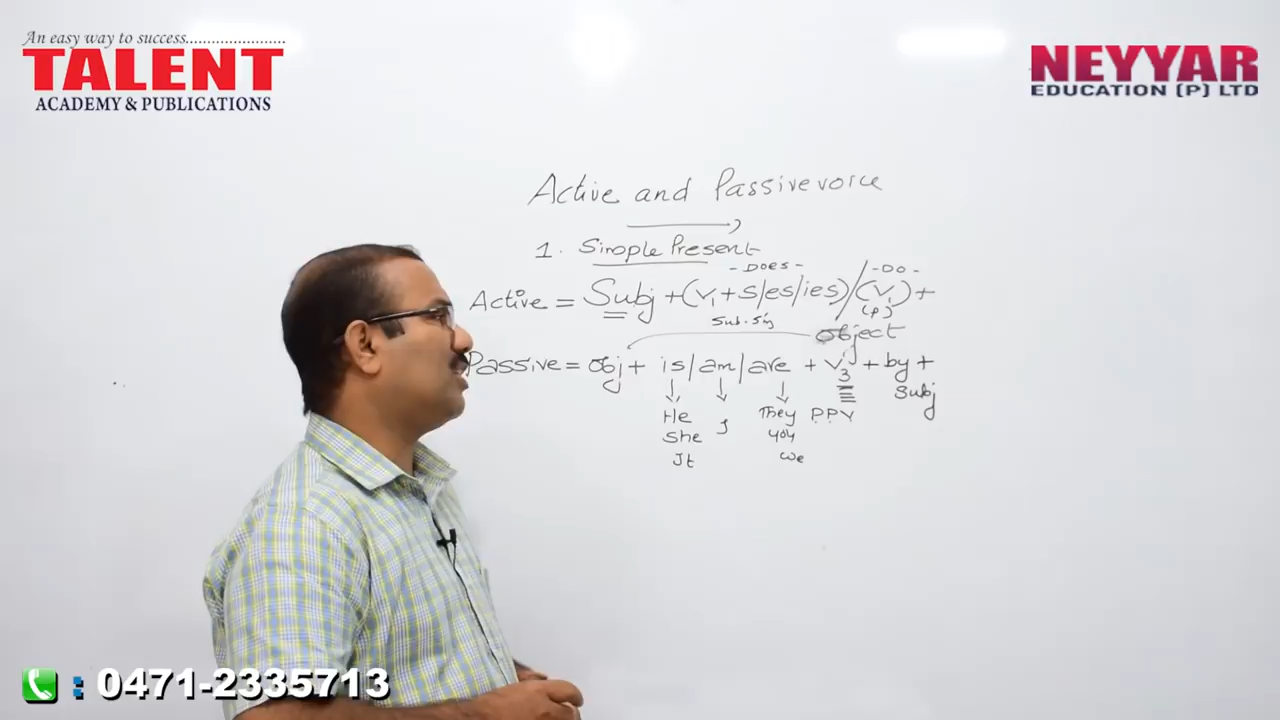 An easy way to success.......................
TALENT
ACADEMY & PUBLICATIONS
NEYYAR
EDUCATION (P) LTD
Active and Passive voice
1. Simple Present
- DOES - - DO -
Active = Subj + (V1 + s/es/ies) / (V1) +
Sub. Sig (P)
object
Passive = obj + is/am/are + V3 + by +
Subj
He I They P.P.V
She you
It we
: 0471-2335713